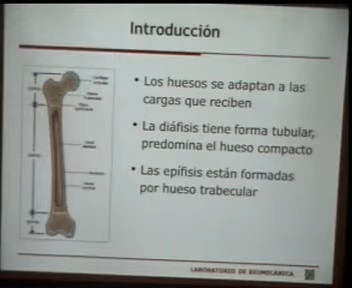 Introducción
• Los huesos se adaptan a las
cargas que reciben
• La diáfisis tiene forma tubular,
predomina el hueso compacto
• Las epífisis están formadas
por hueso trabecular
LABORATORIO DE BIOMECÁNICA